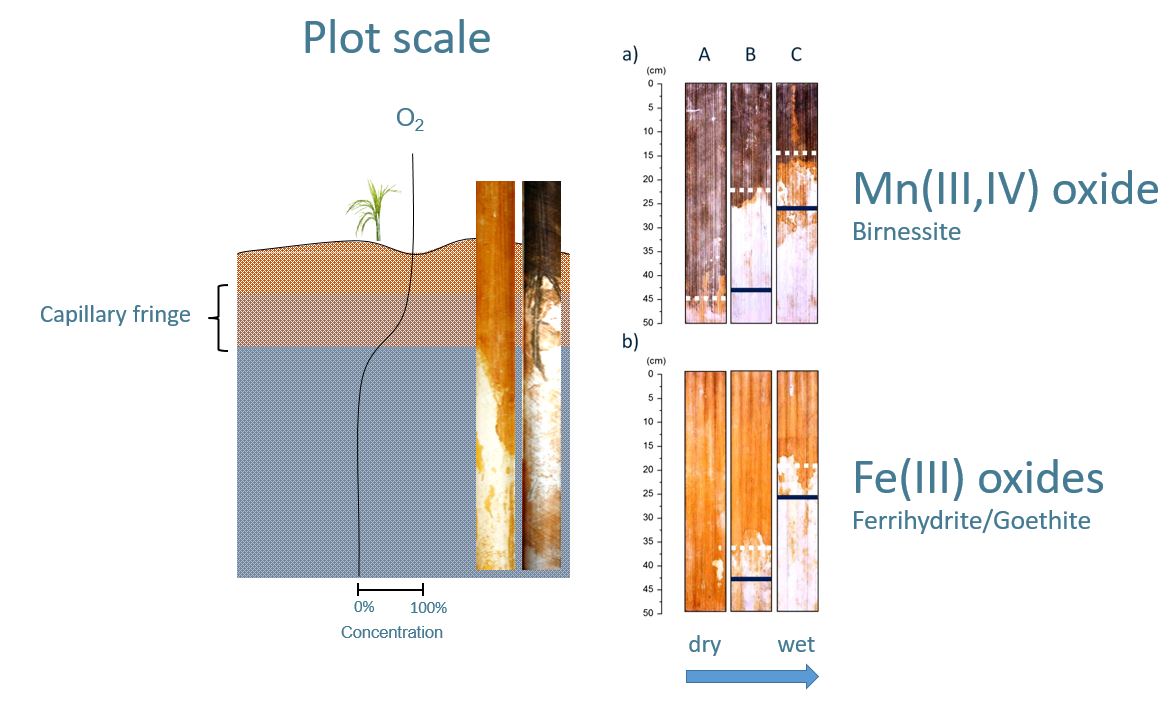 Plot scale
O2
Capillary fringe
0% 100%
Concentration
a) A B C
(cm)
0
5
10
15
20
25
30
35
40
45
50
Mn(III,IV) oxide
Birnessite
b)
(cm)
0
5
10
15
20
25
30
35
40
45
50
Fe(III) oxides
Ferrihydrite/Goethite
dry wet